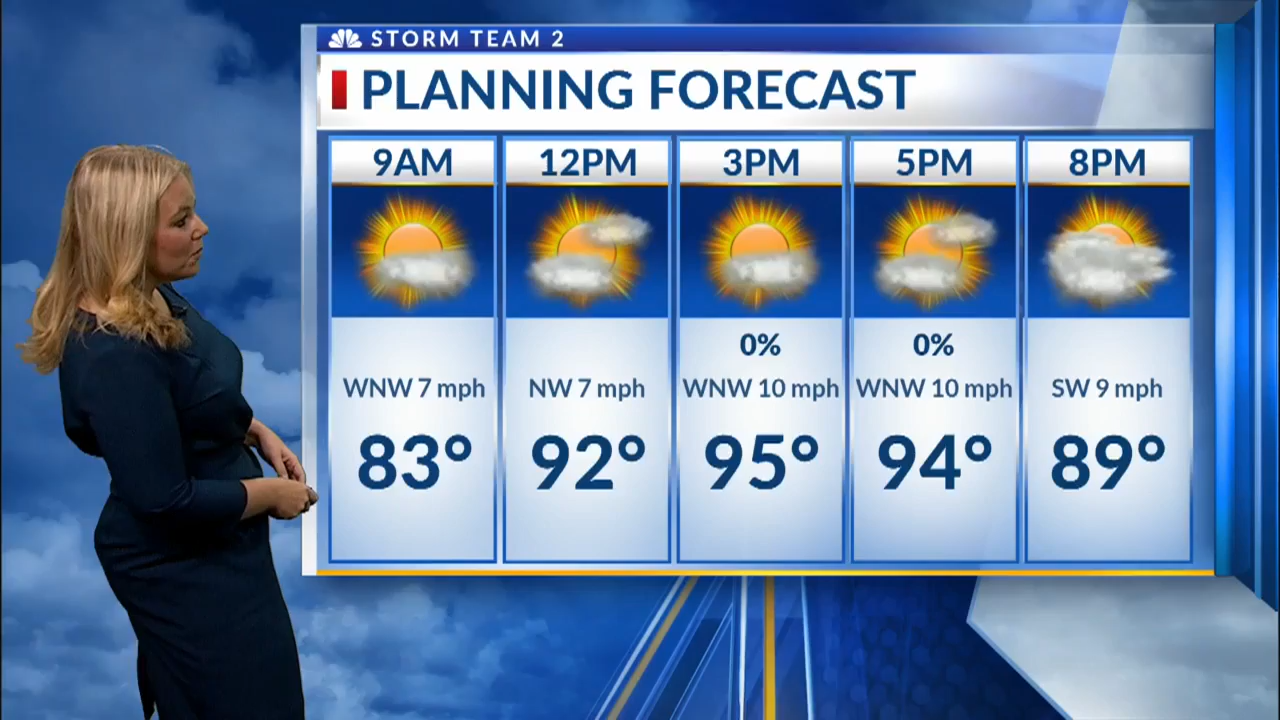 STORM TEAM 2
PLANNING FORECAST
9AM 12PM 3PM 5PM 8PM
0% 0%
WNW 7 mph NW 7 mph WNW 10 mph WNW 10 mph SW 9 mph
83° 92° 95° 94° 89°